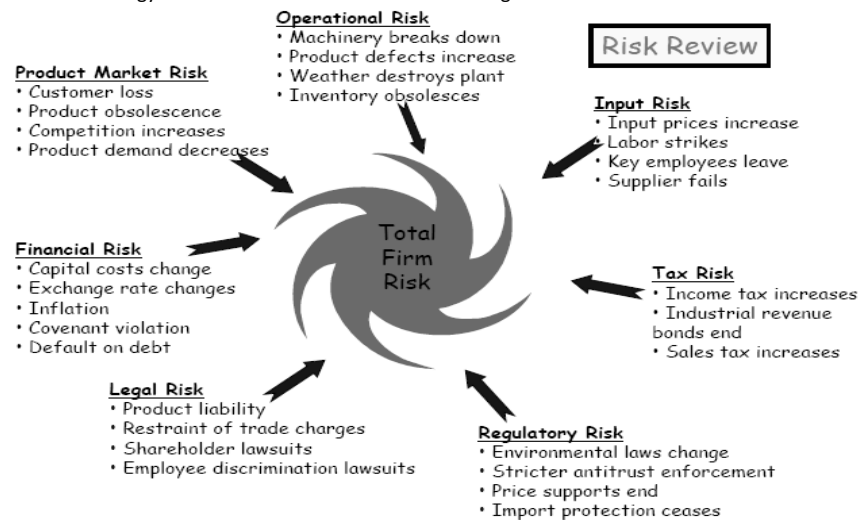 Operational Risk
• Machinery breaks down
• Product defects increase
• Weather destroys plant
• Inventory obsolesces
Risk Review
Product Market Risk
• Customer loss
• Product obsolescence
• Competition increases
• Product demand decreases
Input Risk
• Input prices increase
• Labor strikes
• Key employees leave
• Supplier fails
Total
Firm
Risk
Financial Risk
• Capital costs change
• Exchange rate changes
• Inflation
• Covenant violation
• Default on debt
Tax Risk
• Income tax increases
• Industrial revenue
bonds end
• Sales tax increases
Legal Risk
• Product liability
• Restraint of trade charges
• Shareholder lawsuits
• Employee discrimination lawsuits
Regulatory Risk
• Environmental laws change
• Stricter antitrust enforcement
• Price supports end
• Import protection ceases